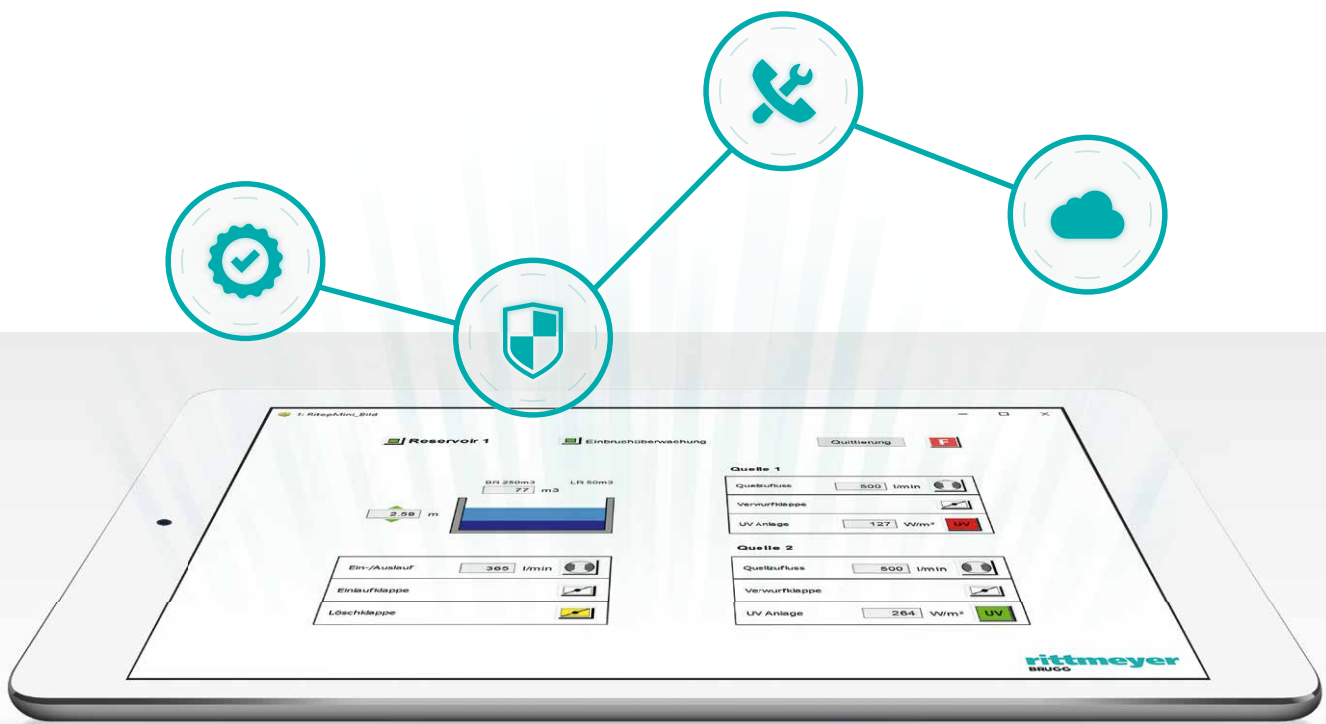 1: RitopMini_Bild
Reservoir 1
Einbruchüberwachung
Quittierung
F
BR 250m3 LR 50m3
77 m3
2.59 m
Ein-/Auslauf 365 l/min
Einlaufklappe
Löschklappe
Quelle 1
Quellzufluss 500 l/min
Verwurfklappe
UV Anlage 127 W/m² UV
Quelle 2
Quellzufluss 500 l/min
Verwurfklappe
UV Anlage 264 W/m² UV
rittmeyer
BRUGG